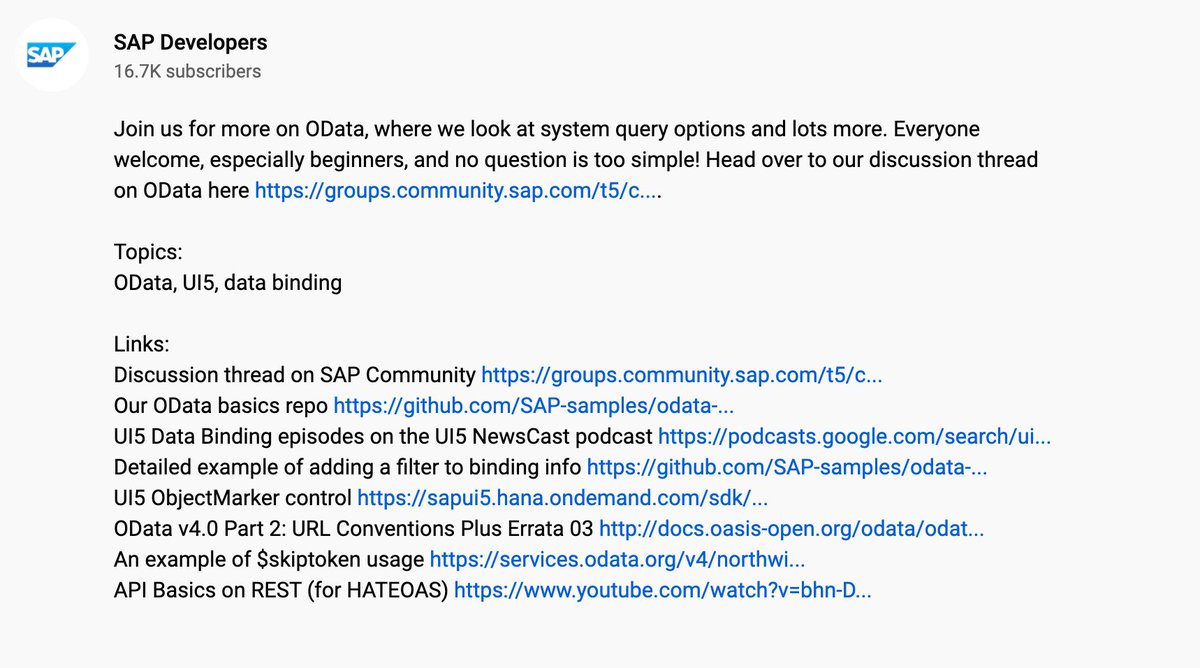 SAP
SAP Developers
16.7K subscribers
Join us for more on OData, where we look at system query options and lots more. Everyone
welcome, especially beginners, and no question is too simple! Head over to our discussion thread
on OData here https://groups.community.sap.com/t5/c....
Topics:
OData, UI5, data binding
Links:
Discussion thread on SAP Community https://groups.community.sap.com/t5/c...
Our OData basics repo https://github.com/SAP-samples/odata-...
UI5 Data Binding episodes on the UI5 NewsCast podcast https://podcasts.google.com/search/ui...
Detailed example of adding a filter to binding info https://github.com/SAP-samples/odata-...
UI5 ObjectMarker control https://sapui5.hana.ondemand.com/sdk/...
OData v4.0 Part 2: URL Conventions Plus Errata 03 http://docs.oasis-open.org/odata/odat...
An example of $skiptoken usage https://services.odata.org/v4/northwi...
API Basics on REST (for HATEOAS) https://www.youtube.com/watch?v=bhn-D...